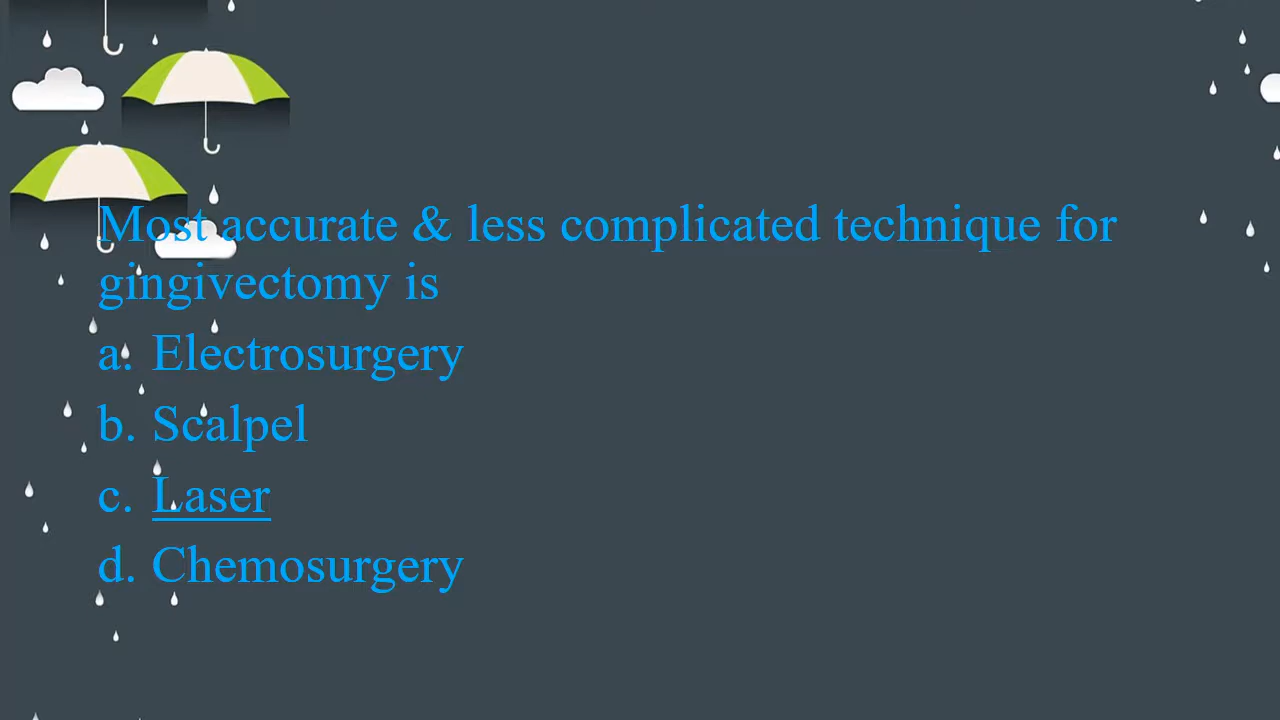 Most accurate & less complicated technique for
gingivectomy is
a. Electrosurgery
b. Scalpel
c. Laser
d. Chemosurgery